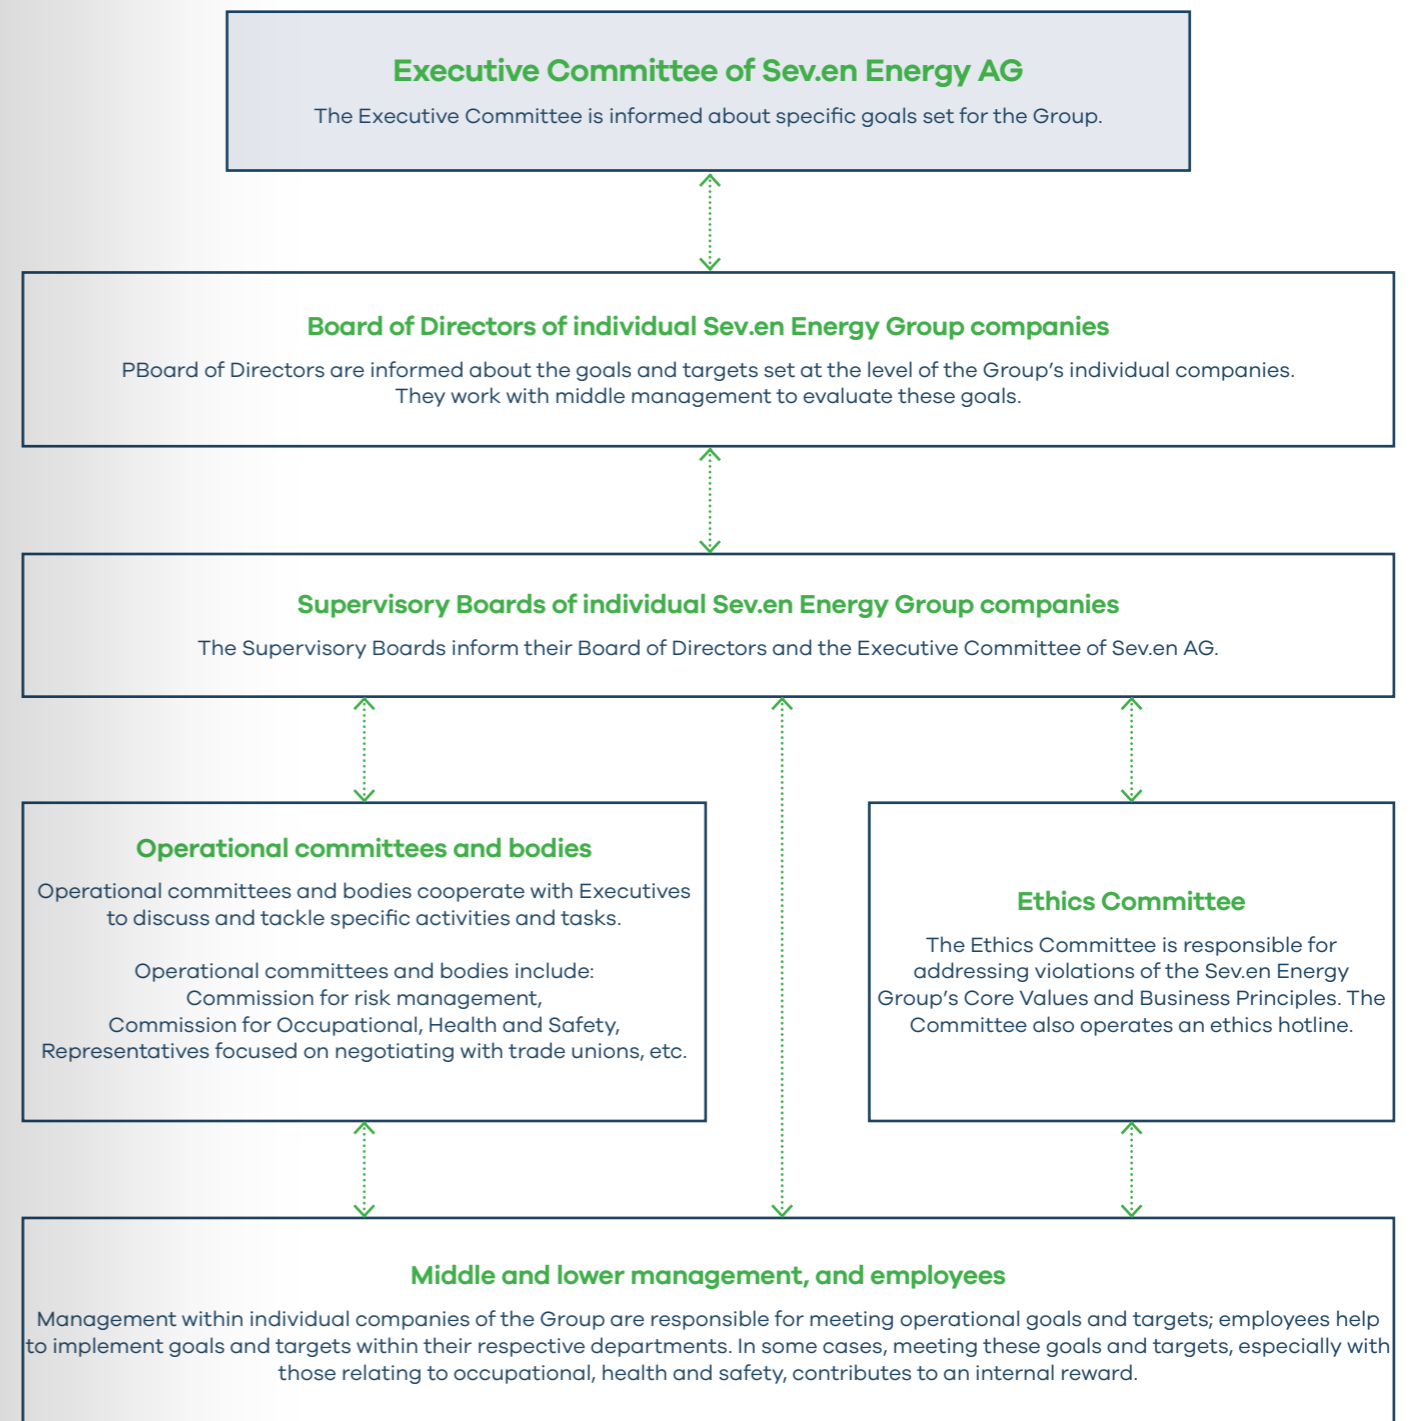 Executive Committee of Sev.en Energy AG
The Executive Committee is informed about specific goals set for the Group.
Board of Directors of individual Sev.en Energy Group companies
PBoard of Directors are informed about the goals and targets set at the level of the Group's individual companies.
They work with middle management to evaluate these goals.
Supervisory Boards of individual Sev.en Energy Group companies
The Supervisory Boards inform their Board of Directors and the Executive Committee of Sev.en AG.
Operational committees and bodies
Operational committees and bodies cooperate with Executives
to discuss and tackle specific activities and tasks.
Operational committees and bodies include:
Commission for risk management,
Commission for Occupational, Health and Safety,
Representatives focused on negotiating with trade unions, etc.
Ethics Committee
The Ethics Committee is responsible for
addressing violations of the Sev.en Energy
Group's Core Values and Business Principles. The
Committee also operates an ethics hotline.
Middle and lower management, and employees
Management within individual companies of the Group are responsible for meeting operational goals and targets; employees help
to implement goals and targets within their respective departments. In some cases, meeting these goals and targets, especially with
those relating to occupational, health and safety, contributes to an internal reward.